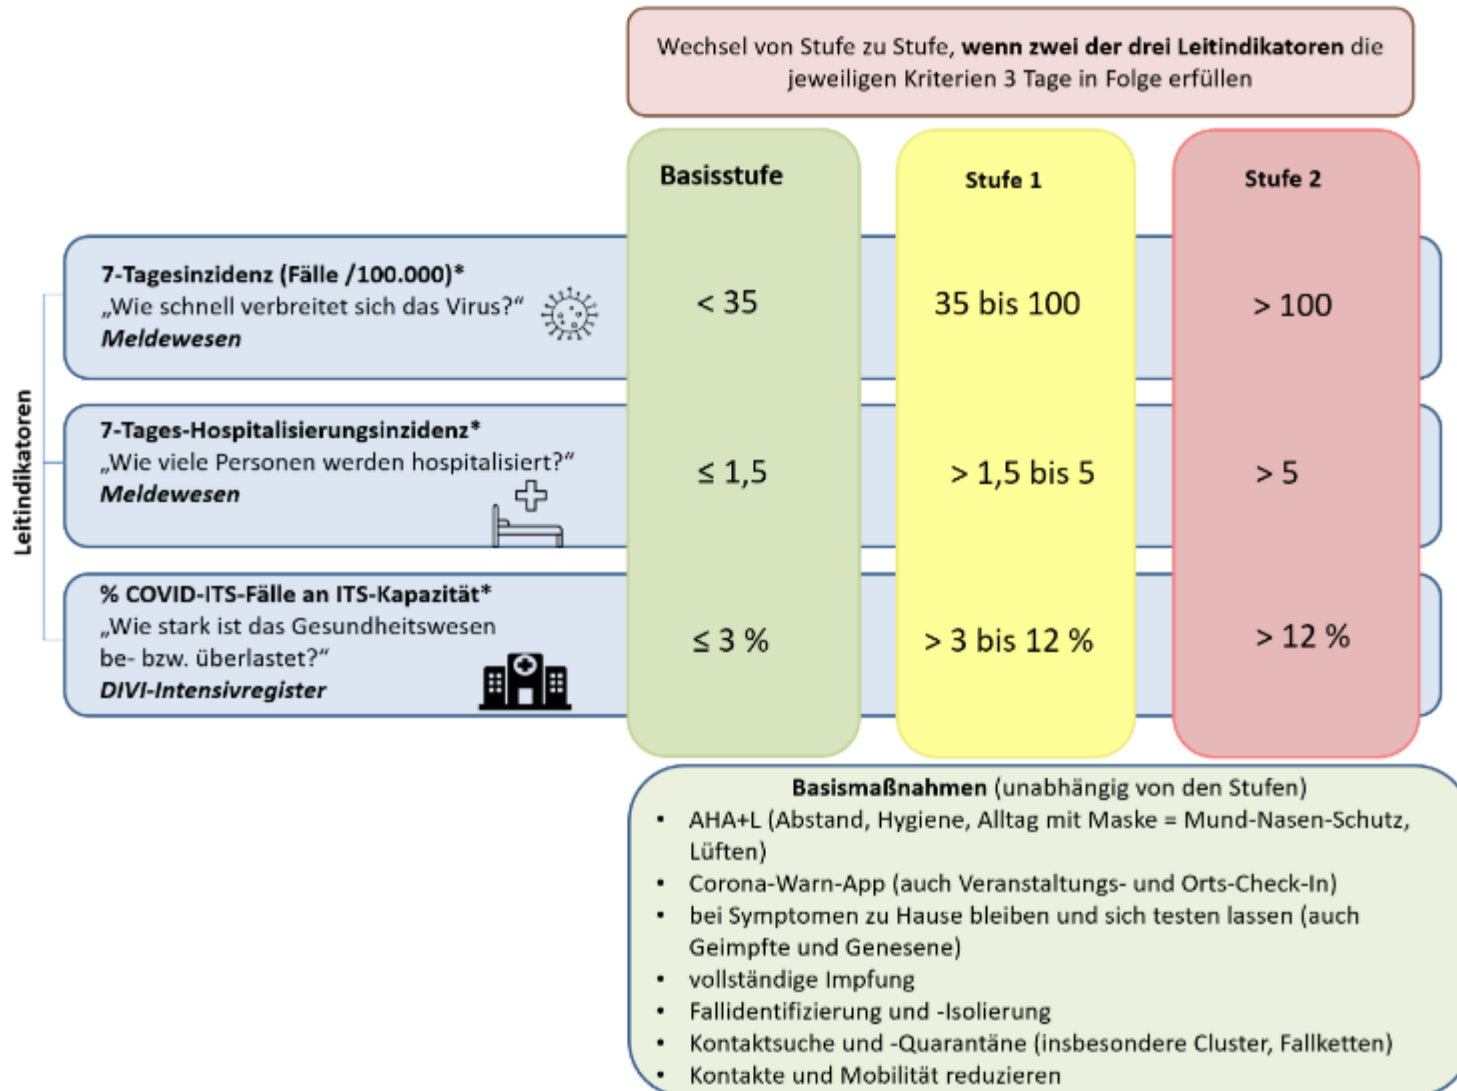 Wechsel von Stufe zu Stufe, wenn zwei der drei Leitindikatoren die
jeweiligen Kriterien 3 Tage in Folge erfüllen
Basisstufe
Stufe 1
Stufe 2
Leitindikatoren
7-Tagesinzidenz (Fälle /100.000)*
„Wie schnell verbreitet sich das Virus?“
Meldewesen
< 35
35 bis 100
> 100
7-Tages-Hospitalisierungsinzidenz*
„Wie viele Personen werden hospitalisiert?“
Meldewesen
≤ 1,5
> 1,5 bis 5
> 5
% COVID-ITS-Fälle an ITS-Kapazität*
„Wie stark ist das Gesundheitswesen
be- bzw. überlastet?“
DIVI-Intensivregister
≤ 3 %
> 3 bis 12 %
> 12 %
Basismaßnahmen (unabhängig von den Stufen)
• AHA+L (Abstand, Hygiene, Alltag mit Maske = Mund-Nasen-Schutz,
Lüften)
• Corona-Warn-App (auch Veranstaltungs- und Orts-Check-In)
• bei Symptomen zu Hause bleiben und sich testen lassen (auch
Geimpfte und Genesene)
• vollständige Impfung
• Fallidentifizierung und -Isolierung
• Kontaktsuche und -Quarantäne (insbesondere Cluster, Fallketten)
• Kontakte und Mobilität reduzieren